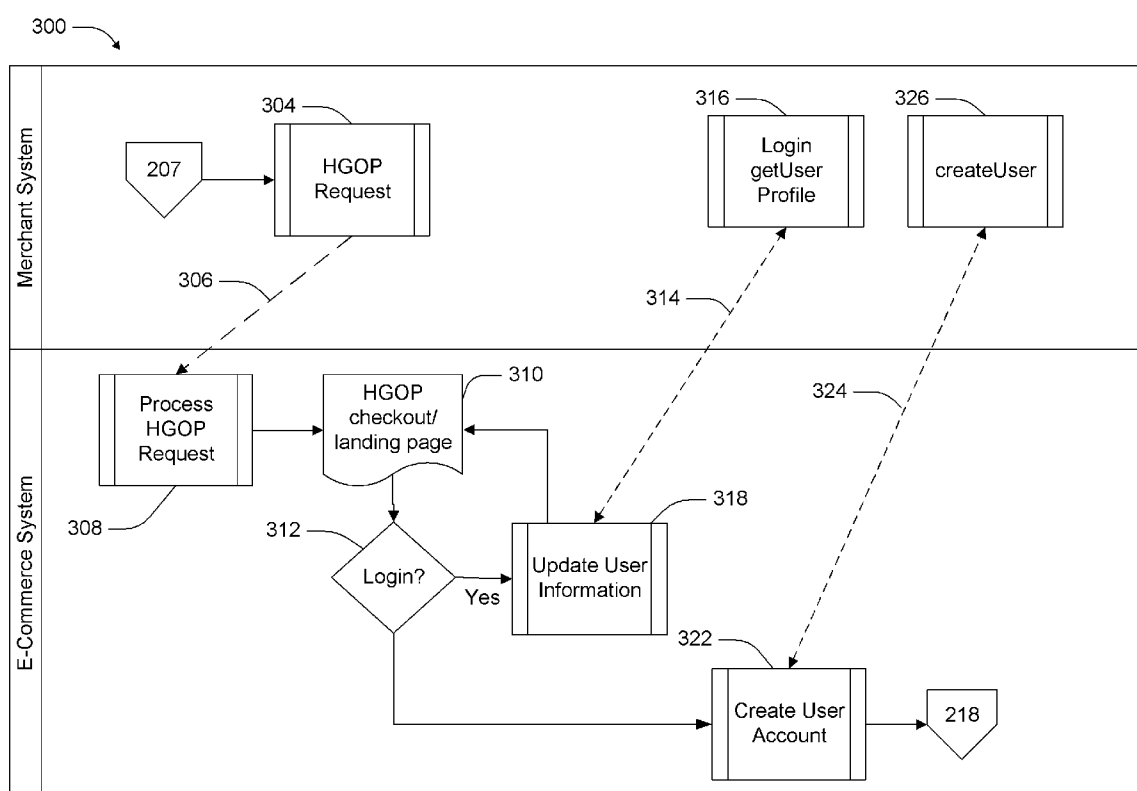 300
Merchant System
207
304
HGOP
Request
306
316
Login
getUser
Profile
326
createUser
314
324
E-Commerce System
Process
HGOP
Request
308
HGOP
checkout/
landing page
310
312
Login?
Yes
318
Update User
Information
322
Create User
Account
218